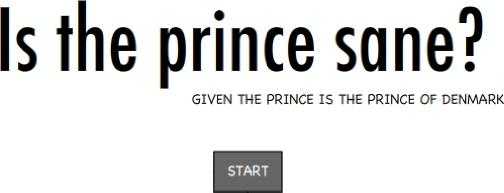 Is the prince sane?
GIVEN THE PRINCE IS THE PRINCE OF DENMARK
START